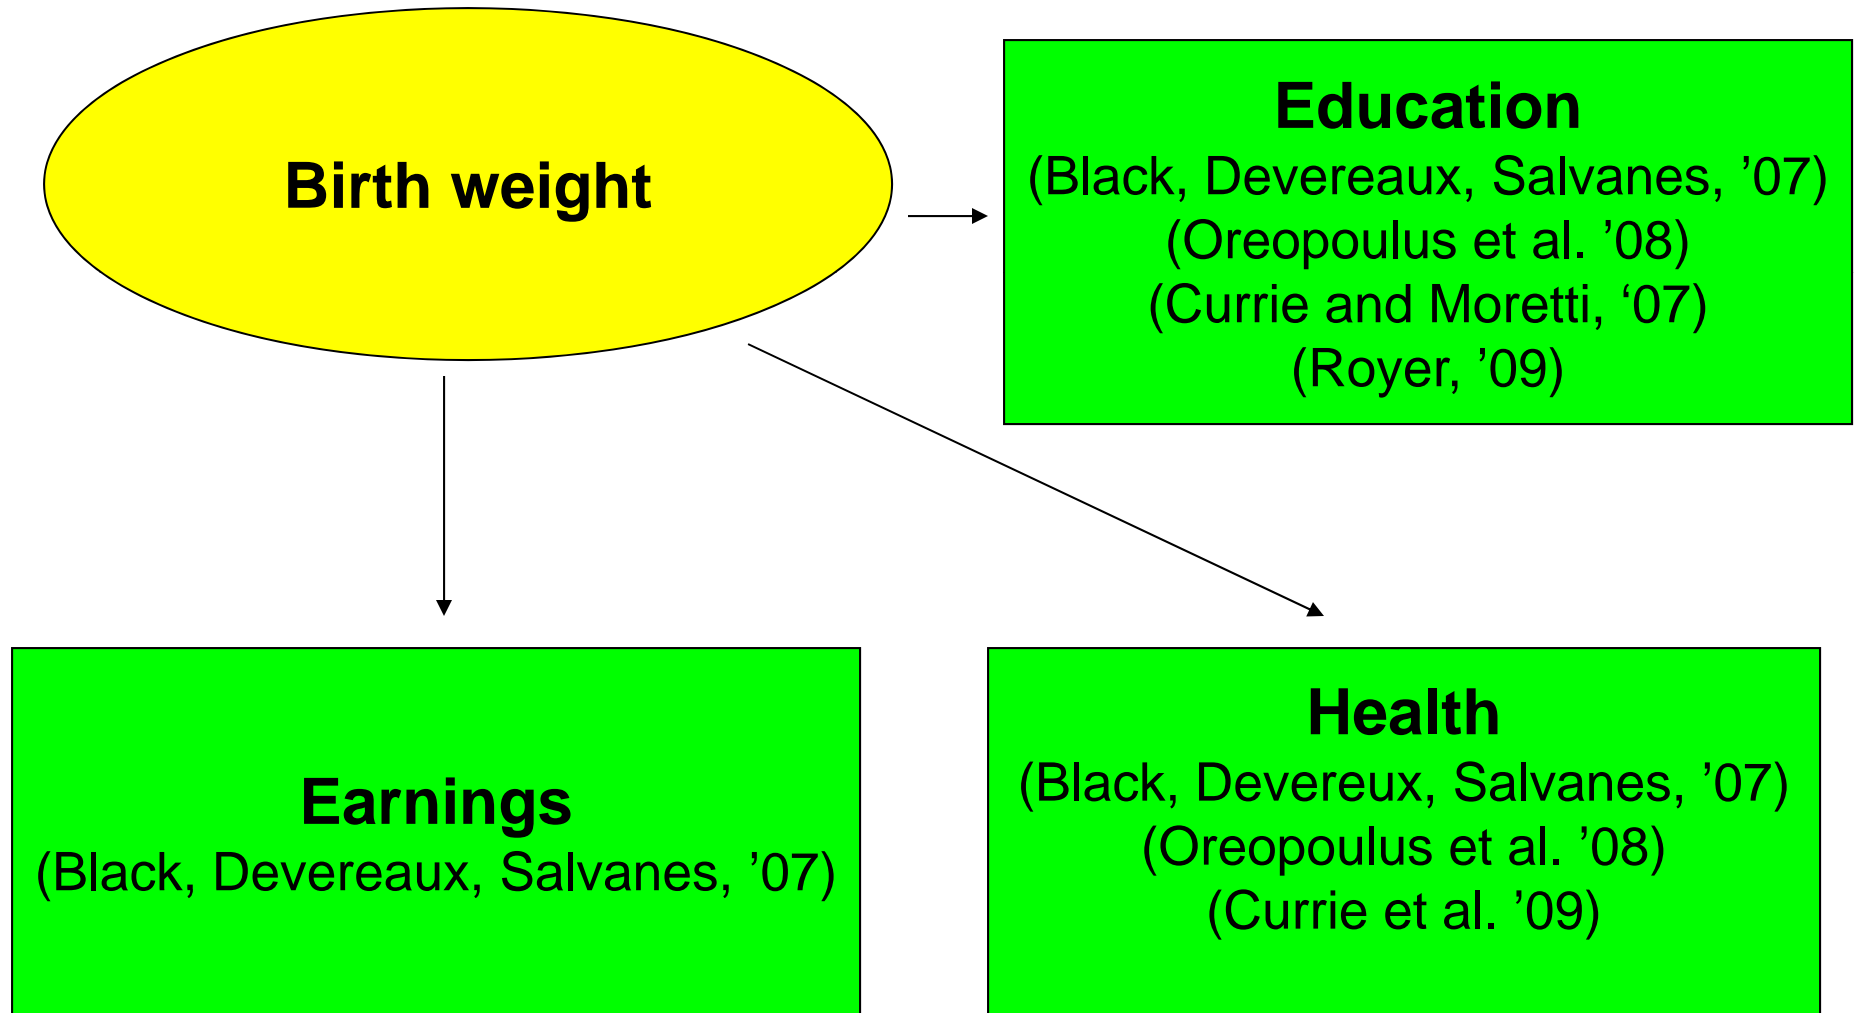 Birth weight
Education
(Black, Devereaux, Salvanes, ’07)
(Oreopoulus et al. ’08)
(Currie and Moretti, ‘07)
(Royer, ’09)
Earnings
(Black, Devereaux, Salvanes, ’07)
Health
(Black, Devereux, Salvanes, ’07)
(Oreopoulus et al. ’08)
(Currie et al. ’09)